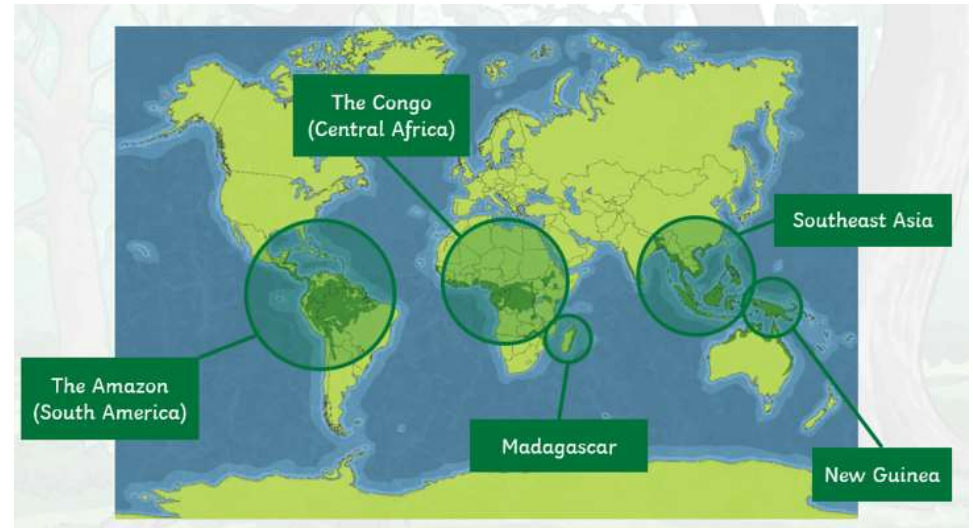 The Congo
(Central Africa)
Southeast Asia
The Amazon
(South America)
Madagascar
New Guinea